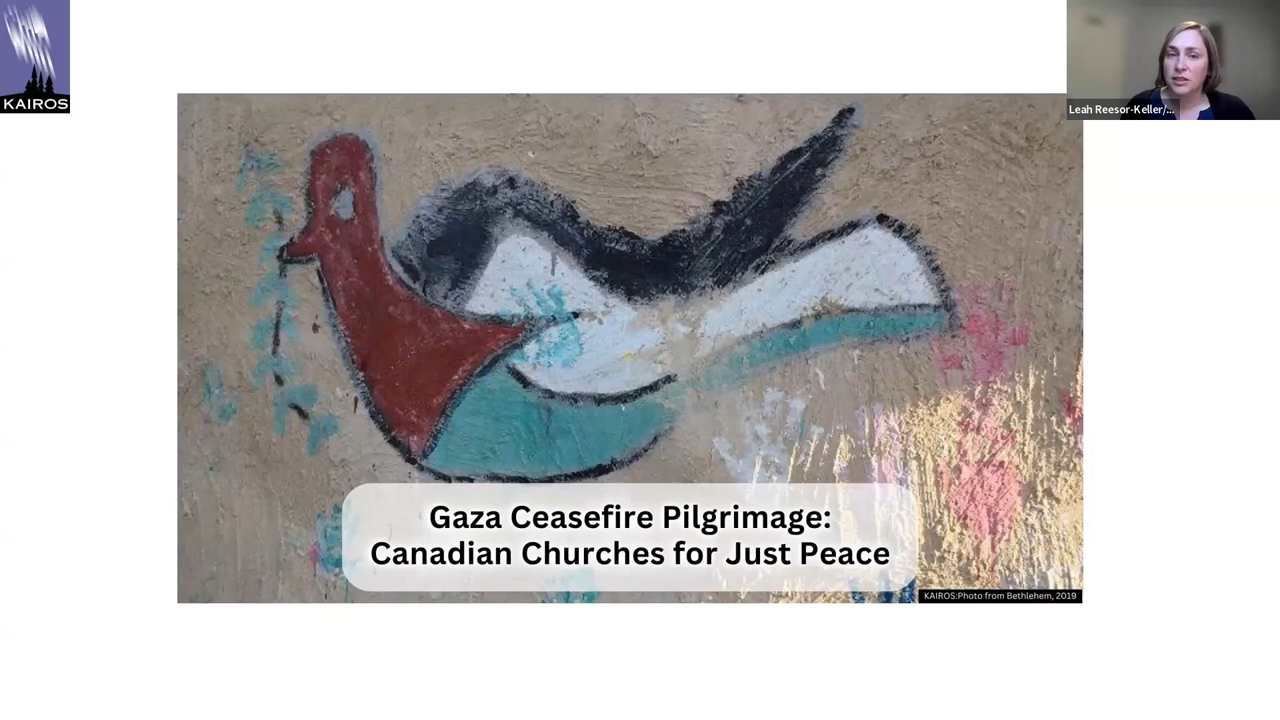 KAIROS
Leah Reesor-Keller/...
Gaza Ceasefire Pilgrimage:
Canadian Churches for Just Peace
KAIROS:Photo from Bethlehem, 2019